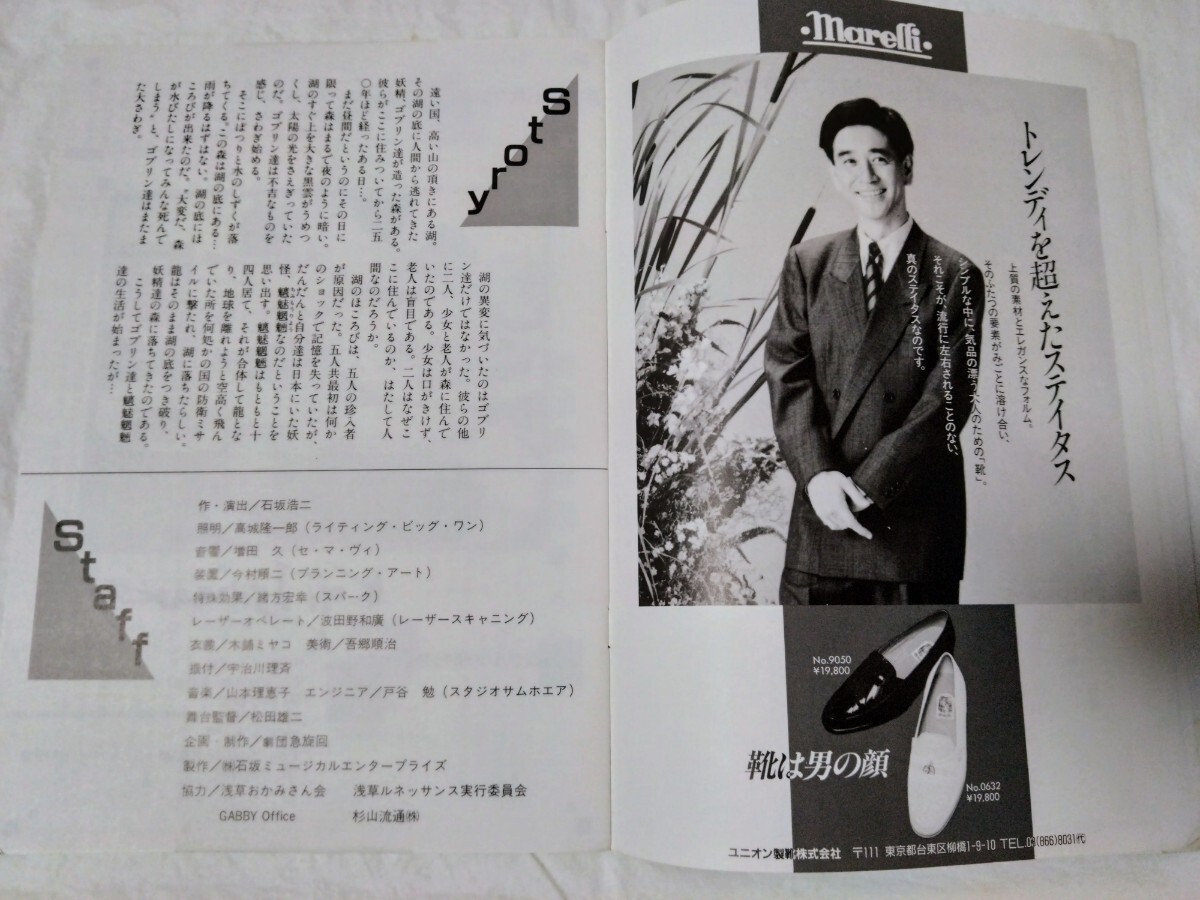 Story
遠い国、高い山の頂きにある湖。
その湖の底に人間から逃れてきた
妖精、ゴブリン達が造った森がある。
彼らがここに住みついてから二五
〇年ほど経ったある日…。
まだ昼間だというのにその日に
限って森はまるで夜のように暗い。
湖のすぐ上を大きな黒雲がうめつ
くし、太陽の光をさえぎっていた
のだ。ゴブリン達は不吉なものを
感じ、さわぎ始める。
そこにぽつりと水のしずくが落
ちてくる。この森は湖の底にある…
雨が降るはずはない。湖の底には
ころびが出来たのだ。“大変だ、森
が水びたしになってみんな死んで
しまう”と、ゴブリン達はまたま
た大さわぎ。
湖の異変に気づいたのはゴブリ
ン達だけではなかった。彼らの他
に二人、少女と老人が森に住んで
いたのである。少女は口がきけず、
老人は盲目である。二人はなぜこ
こに住んでいるのか、はたして人
間なのだろうか。
湖のほころびは、五人の珍入者
が原因だった。五人共最初は何か
のショックで記憶を失っていたが、
だんだんと自分達は日本にいた妖
怪、魑魅魍魎なのだということを
思い出す。魑魅魍魎はもともと十
四人居て、それが合体して龍とな
り、地球を離れようと空高く飛ん
でいた所を何処かの国の防衛ミサ
イルに撃たれ、湖に落ちたらしい。
龍はそのまま湖の底をつき破り、
妖精達の森に落ちてきたのである。
こうしてゴブリン達と魑魅魍魎
達の生活が始まったが…
Staff
作・演出／石坂浩二
照明／高城隆一郎（ライティング・ビッグ・ワン）
音響／増田　久（セ・マ・ヴィ）
装置／今村順二（プランニング・アート）
特殊効果／緒方宏幸（スパーク）
レーザーオペレート／波田野和廣（レーザースキャニング）
衣裳／木鋪ミヤコ　美術／吾郷順治
振付／宇治川理斉
音楽／山本理恵子　エンジニア／戸谷　勉（スタジオサムホエア）
舞台監督／松田雄二
企画・制作／劇団急旋回
製作／㈱石坂ミュージカルエンタープライズ
協力／浅草おかみさん会　浅草ルネッサンス実行委員会
GABBY Office　杉山流通㈱
・Marelli・
トレンディを超えたステイタス
上質の素材とエレガンスなフォルム。
そのふたつの要素がみごとに溶け合い、
シンプルな中に、気品の漂う大人のための「靴」。
それこそが、流行に左右されることのない、
真のステイタスなのです。
No.9050
¥19,800
靴は男の顔
No.0632
¥19,800
ユニオン製靴株式会社　〒111 東京都台東区柳橋1-9-10 TEL.03(866)8031代